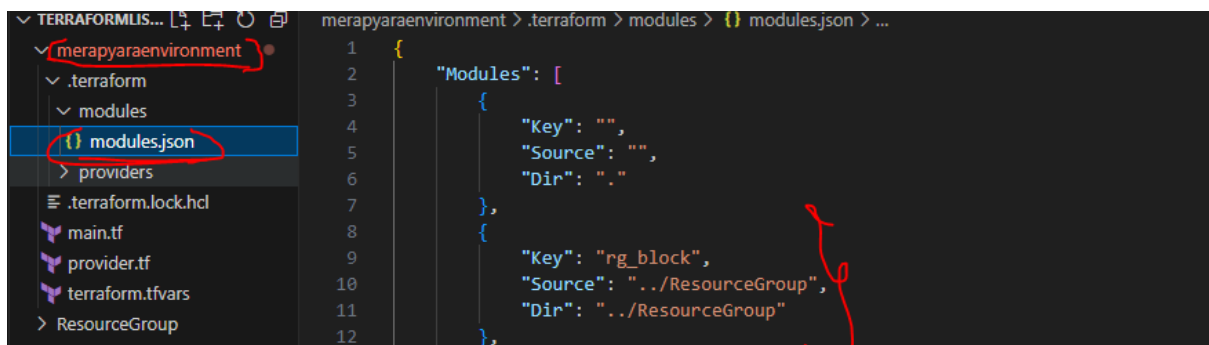 TERRAFORMLIS...
merapyaraenvironment
.terraform
modules
{} modules.json
providers
.terraform.lock.hcl
main.tf
provider.tf
terraform.tfvars
ResourceGroup
merapyaraenvironment > .terraform > modules > {} modules.json > ...
1 {
2 "Modules": [
3 {
4 "Key": "",
5 "Source": "",
6 "Dir": "."
7 },
8 {
9 "Key": "rg_block",
10 "Source": "../ResourceGroup",
11 "Dir": "../ResourceGroup"
12 },